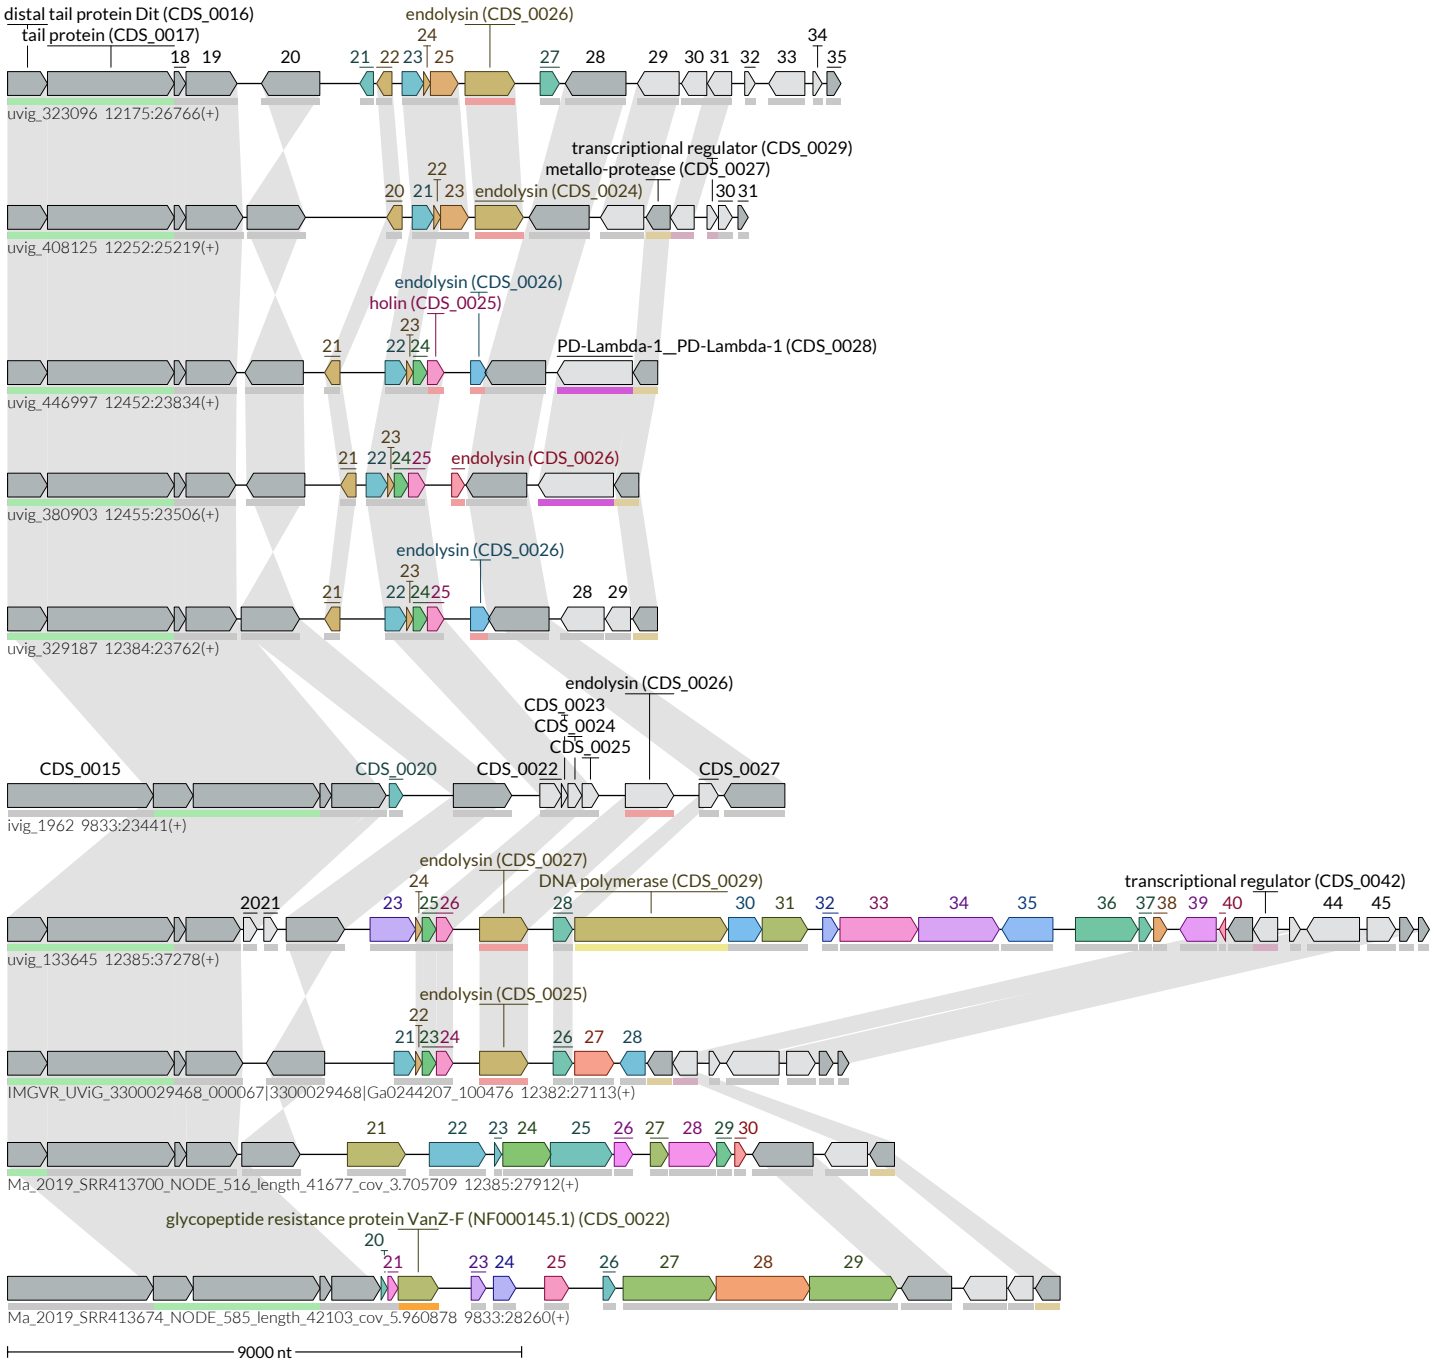 distal tail protein Dit (CDS_0016) endolysin (CDS_0026)
tail protein (CDS_0017) 24 34
18 19 20 21 22 23 25 27 28 29 30 31 32 33 35
uvig_323096 12175:26766(+)
transcriptional regulator (CDS_0029)
22 metallo-protease (CDS_0027)
20 21 23 endolysin (CDS_0024) 30 31
uvig_408125 12252:25219(+)
endolysin (CDS_0026)
holin (CDS_0025)
23
21 22 24 PD-Lambda-1__PD-Lambda-1 (CDS_0028)
uvig_446997 12452:23834(+)
23
21 22 24 25 endolysin (CDS_0026)
uvig_380903 12455:23506(+)
endolysin (CDS_0026)
23
21 22 24 25 28 29
uvig_329187 12384:23762(+)
endolysin (CDS_0026)
CDS_0023
CDS_0024
CDS_0025
CDS_0015 CDS_0020 CDS_0022 CDS_0027
ivig_1962 9833:23441(+)
endolysin (CDS_0027)
24 DNA polymerase (CDS_0029) transcriptional regulator (CDS_0042)
20 21 23 25 26 28 30 31 32 33 34 35 36 37 38 39 40 44 45
uvig_133645 12385:37278(+)
endolysin (CDS_0025)
22
21 23 24 26 27 28
IMGVR_UViG_3300029468_000067|3300029468|Ga0244207_100476 12382:27113(+)
21 22 23 24 25 26 27 28 29 30
Ma_2019_SRR413700_NODE_516_length_41677_cov_3.705709 12385:27912(+)
glycopeptide resistance protein VanZ-F (NF000145.1) (CDS_0022)
20
21 23 24 25 26 27 28 29
Ma_2019_SRR413674_NODE_585_length_42103_cov_5.960878 9833:28260(+)
9000 nt